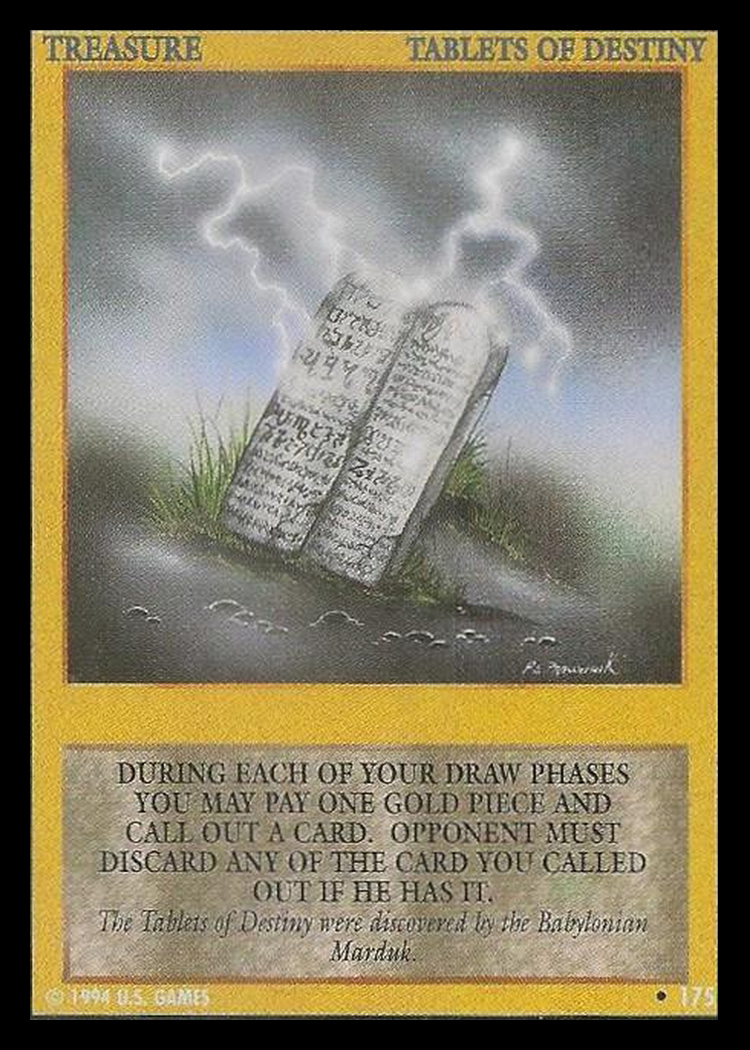 TREASURE TABLETS OF DESTINY
DURING EACH OF YOUR DRAW PHASES
YOU MAY PAY ONE GOLD PIECE AND
CALL OUT A CARD. OPPONENT MUST
DISCARD ANY OF THE CARD YOU CALLED
OUT IF HE HAS IT.
The Tablets of Destiny were discovered by the Babylonian
Marduk.
© 1994 U.S. GAMES • 175